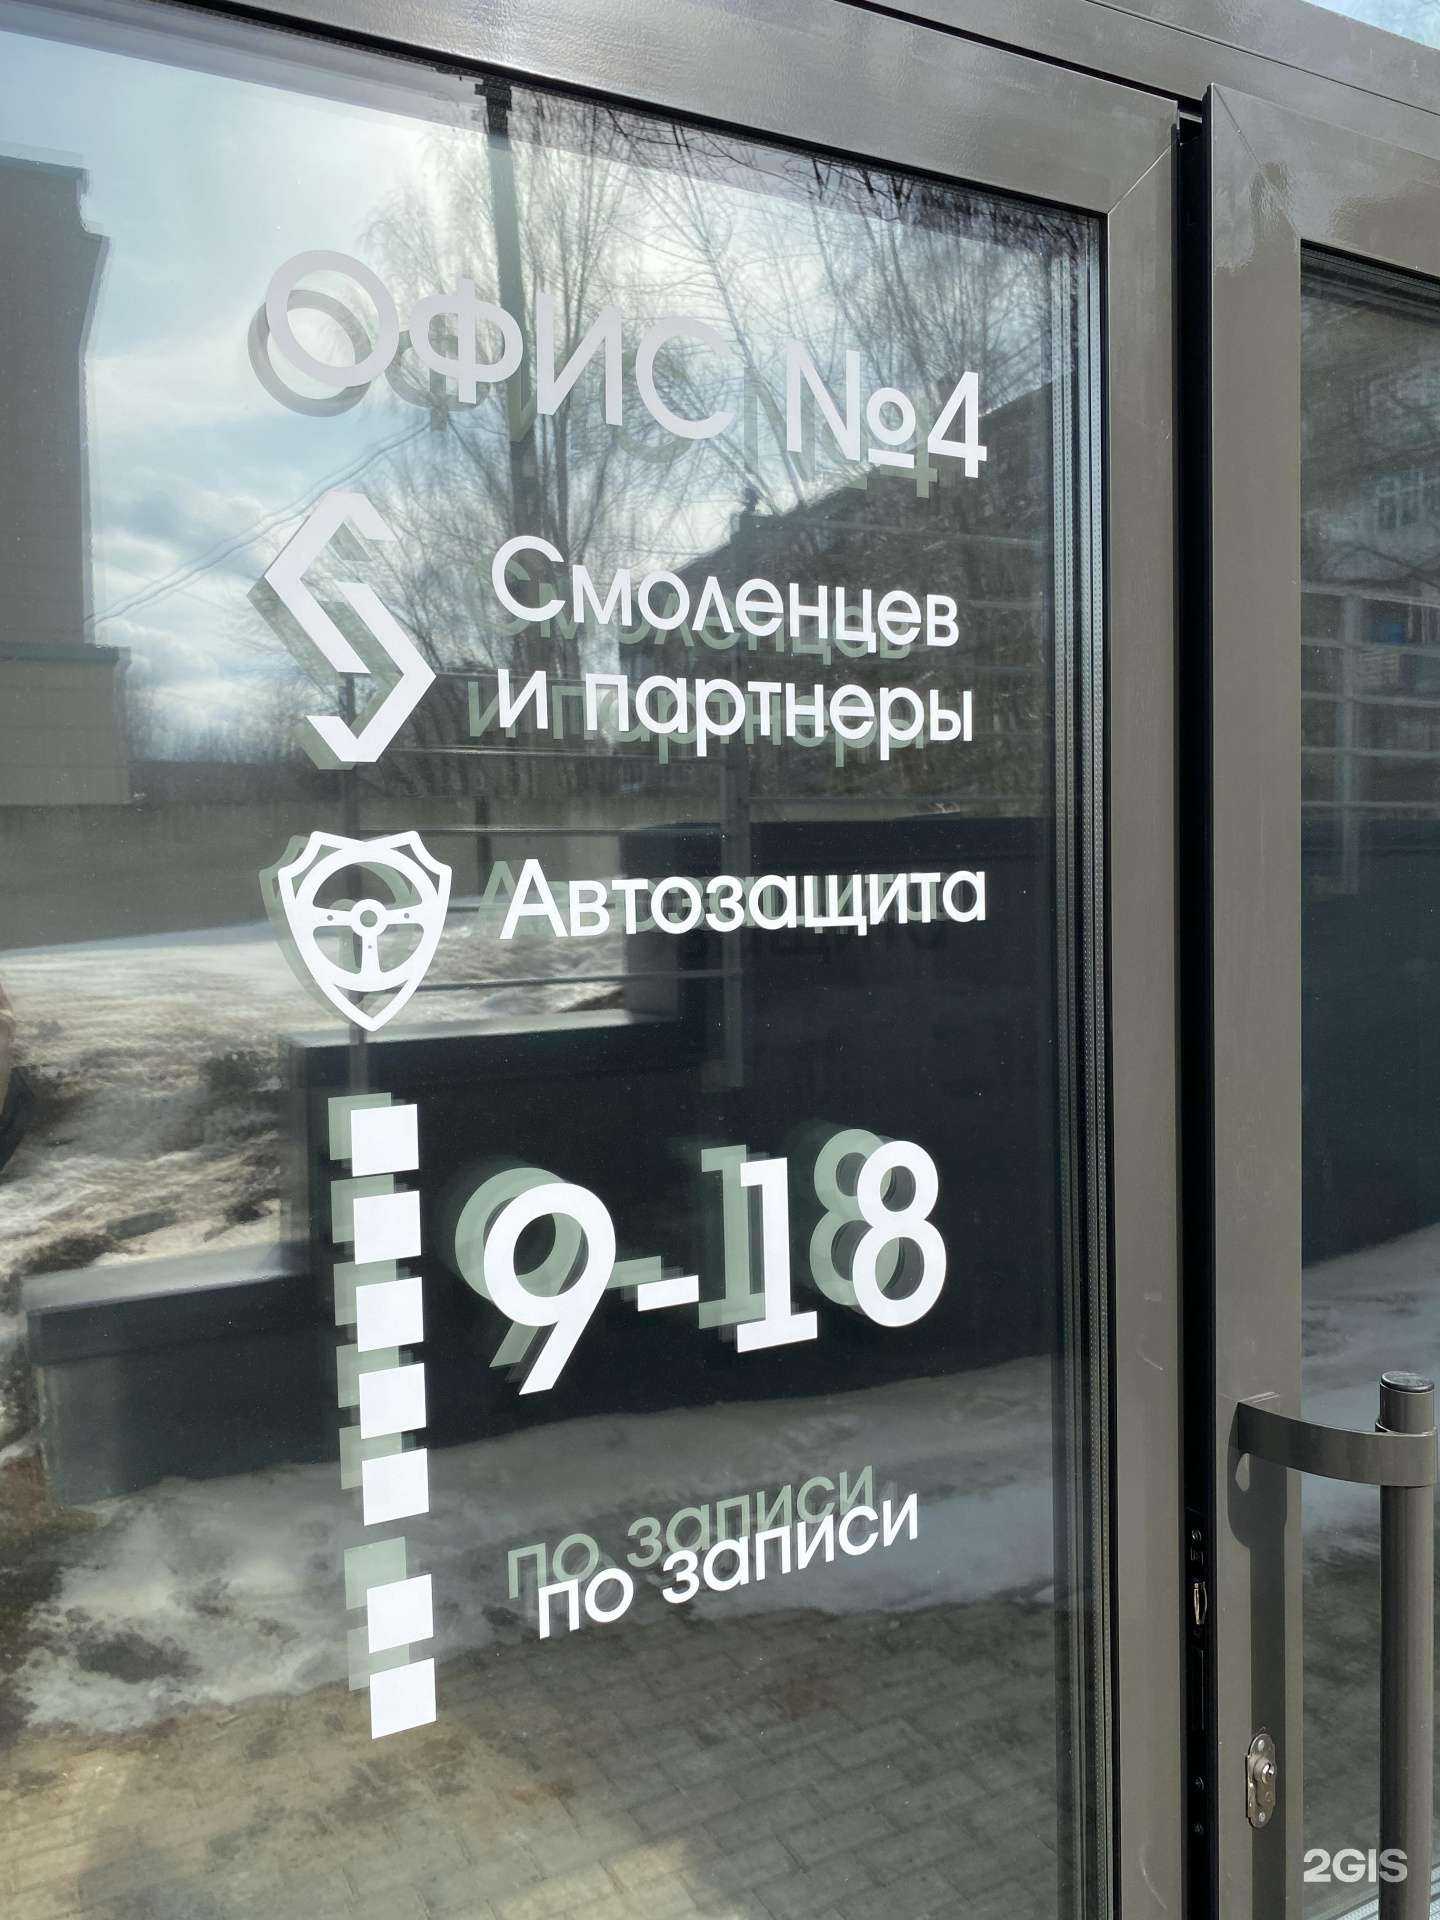 ОФИС №4
Смоленцев
и партнеры
Автозащита
9-18
по записи
2GIS